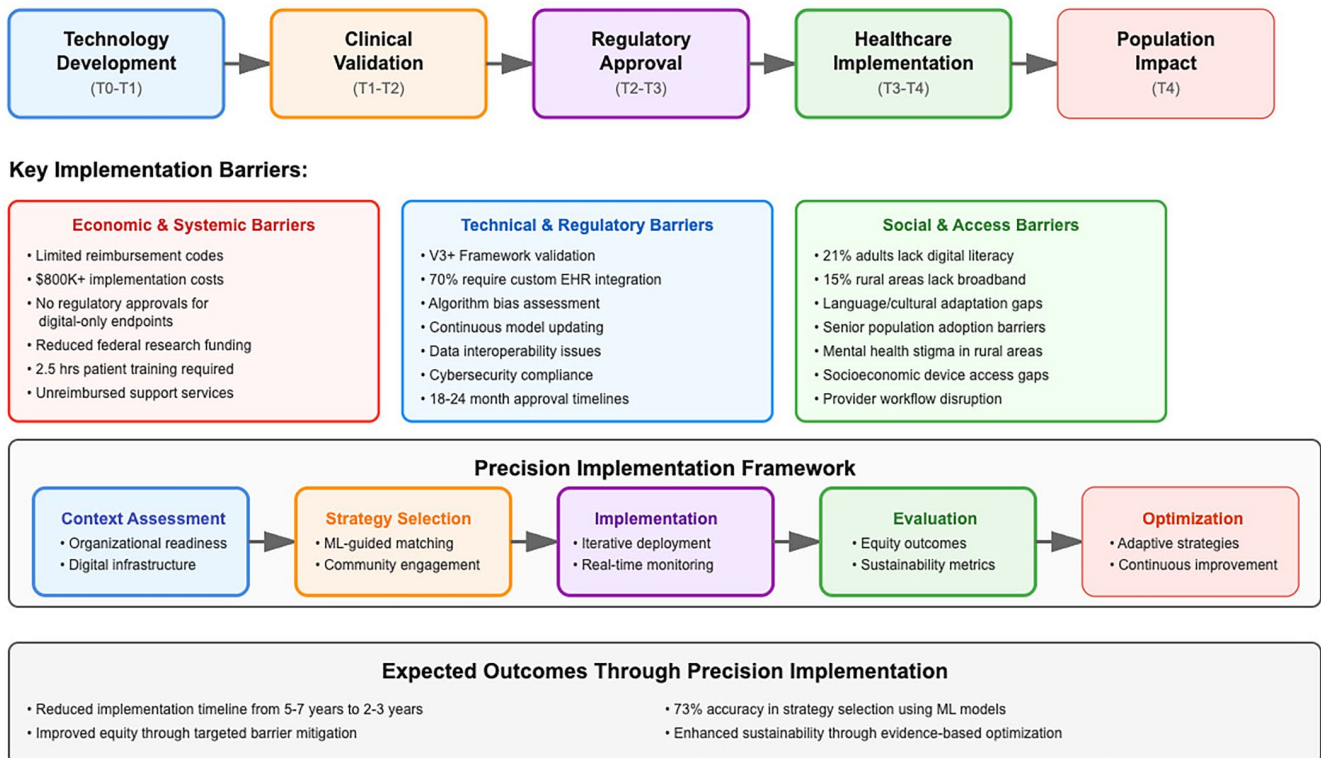 Technology
Development
(T0-T1)
Clinical
Validation
(T1-T2)
Regulatory
Approval
(T2-T3)
Healthcare
Implementation
(T3-T4)
Population
Impact
(T4)
Key Implementation Barriers:
Economic & Systemic Barriers
• Limited reimbursement codes
• $800K+ implementation costs
• No regulatory approvals for
digital-only endpoints
• Reduced federal research funding
• 2.5 hrs patient training required
• Unreimbursed support services
Technical & Regulatory Barriers
• V3+ Framework validation
• 70% require custom EHR integration
• Algorithm bias assessment
• Continuous model updating
• Data interoperability issues
• Cybersecurity compliance
• 18-24 month approval timelines
Social & Access Barriers
• 21% adults lack digital literacy
• 15% rural areas lack broadband
• Language/cultural adaptation gaps
• Senior population adoption barriers
• Mental health stigma in rural areas
• Socioeconomic device access gaps
• Provider workflow disruption
Precision Implementation Framework
Context Assessment
• Organizational readiness
• Digital infrastructure
Strategy Selection
• ML-guided matching
• Community engagement
Implementation
• Iterative deployment
• Real-time monitoring
Evaluation
• Equity outcomes
• Sustainability metrics
Optimization
• Adaptive strategies
• Continuous improvement
Expected Outcomes Through Precision Implementation
• Reduced implementation timeline from 5-7 years to 2-3 years
• Improved equity through targeted barrier mitigation
• 73% accuracy in strategy selection using ML models
• Enhanced sustainability through evidence-based optimization